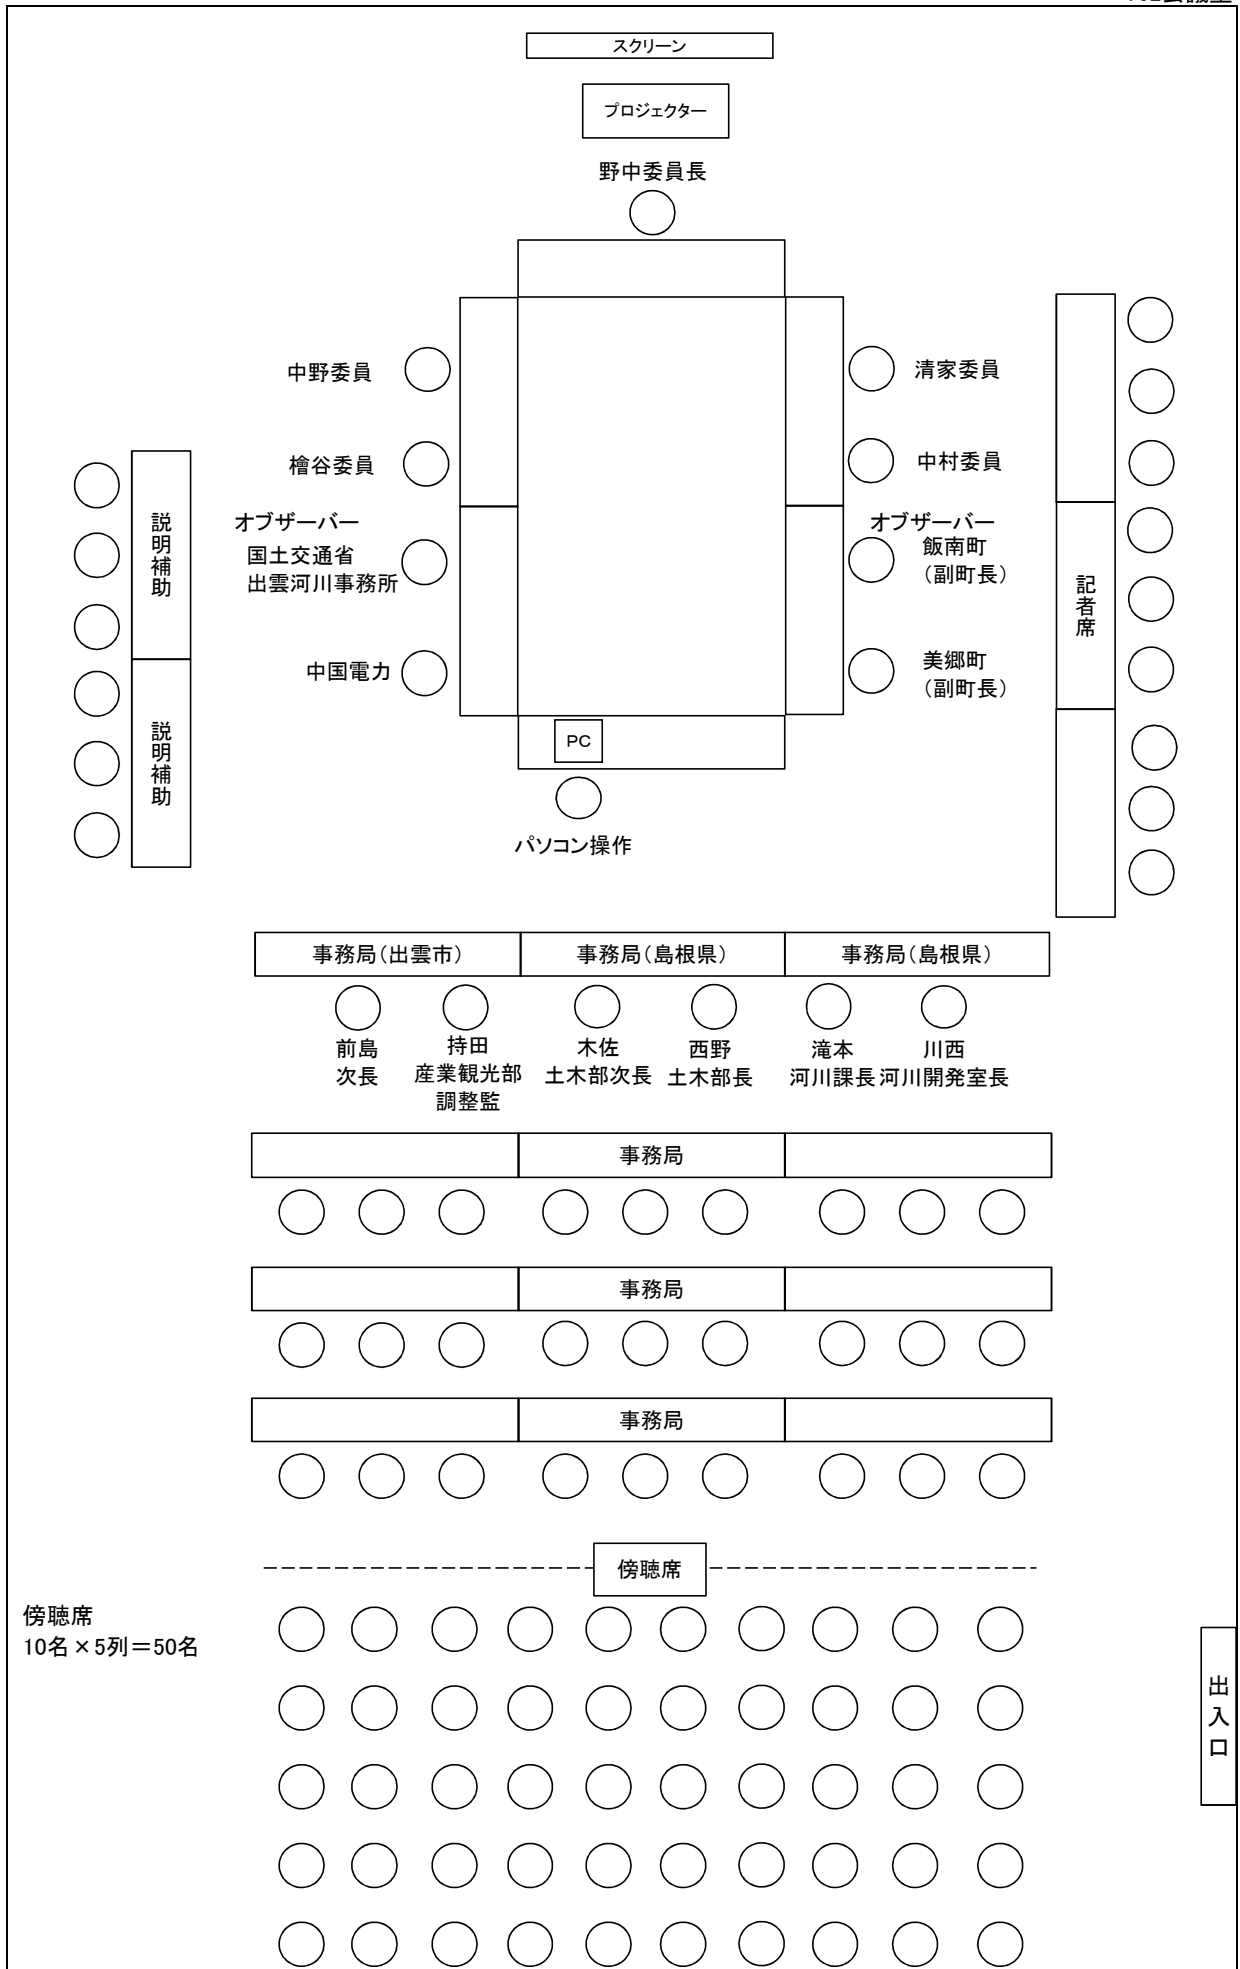 スクリーン
プロジェクター
野中委員長
中野委員
清家委員
檜谷委員
中村委員
オブザーバー
国土交通省
出雲河川事務所
オブザーバー
飯南町
(副町長)
中国電力
美郷町
(副町長)
説明補助
説明補助
記者席
PC
パソコン操作
事務局(出雲市)
事務局(島根県)
事務局(島根県)
前島
次長
持田
産業観光部
調整監
木佐
土木部次長
西野
土木部長
滝本
河川課長
川西
河川開発室長
事務局
事務局
事務局
傍聴席
傍聴席
10名×5列=50名
出入口